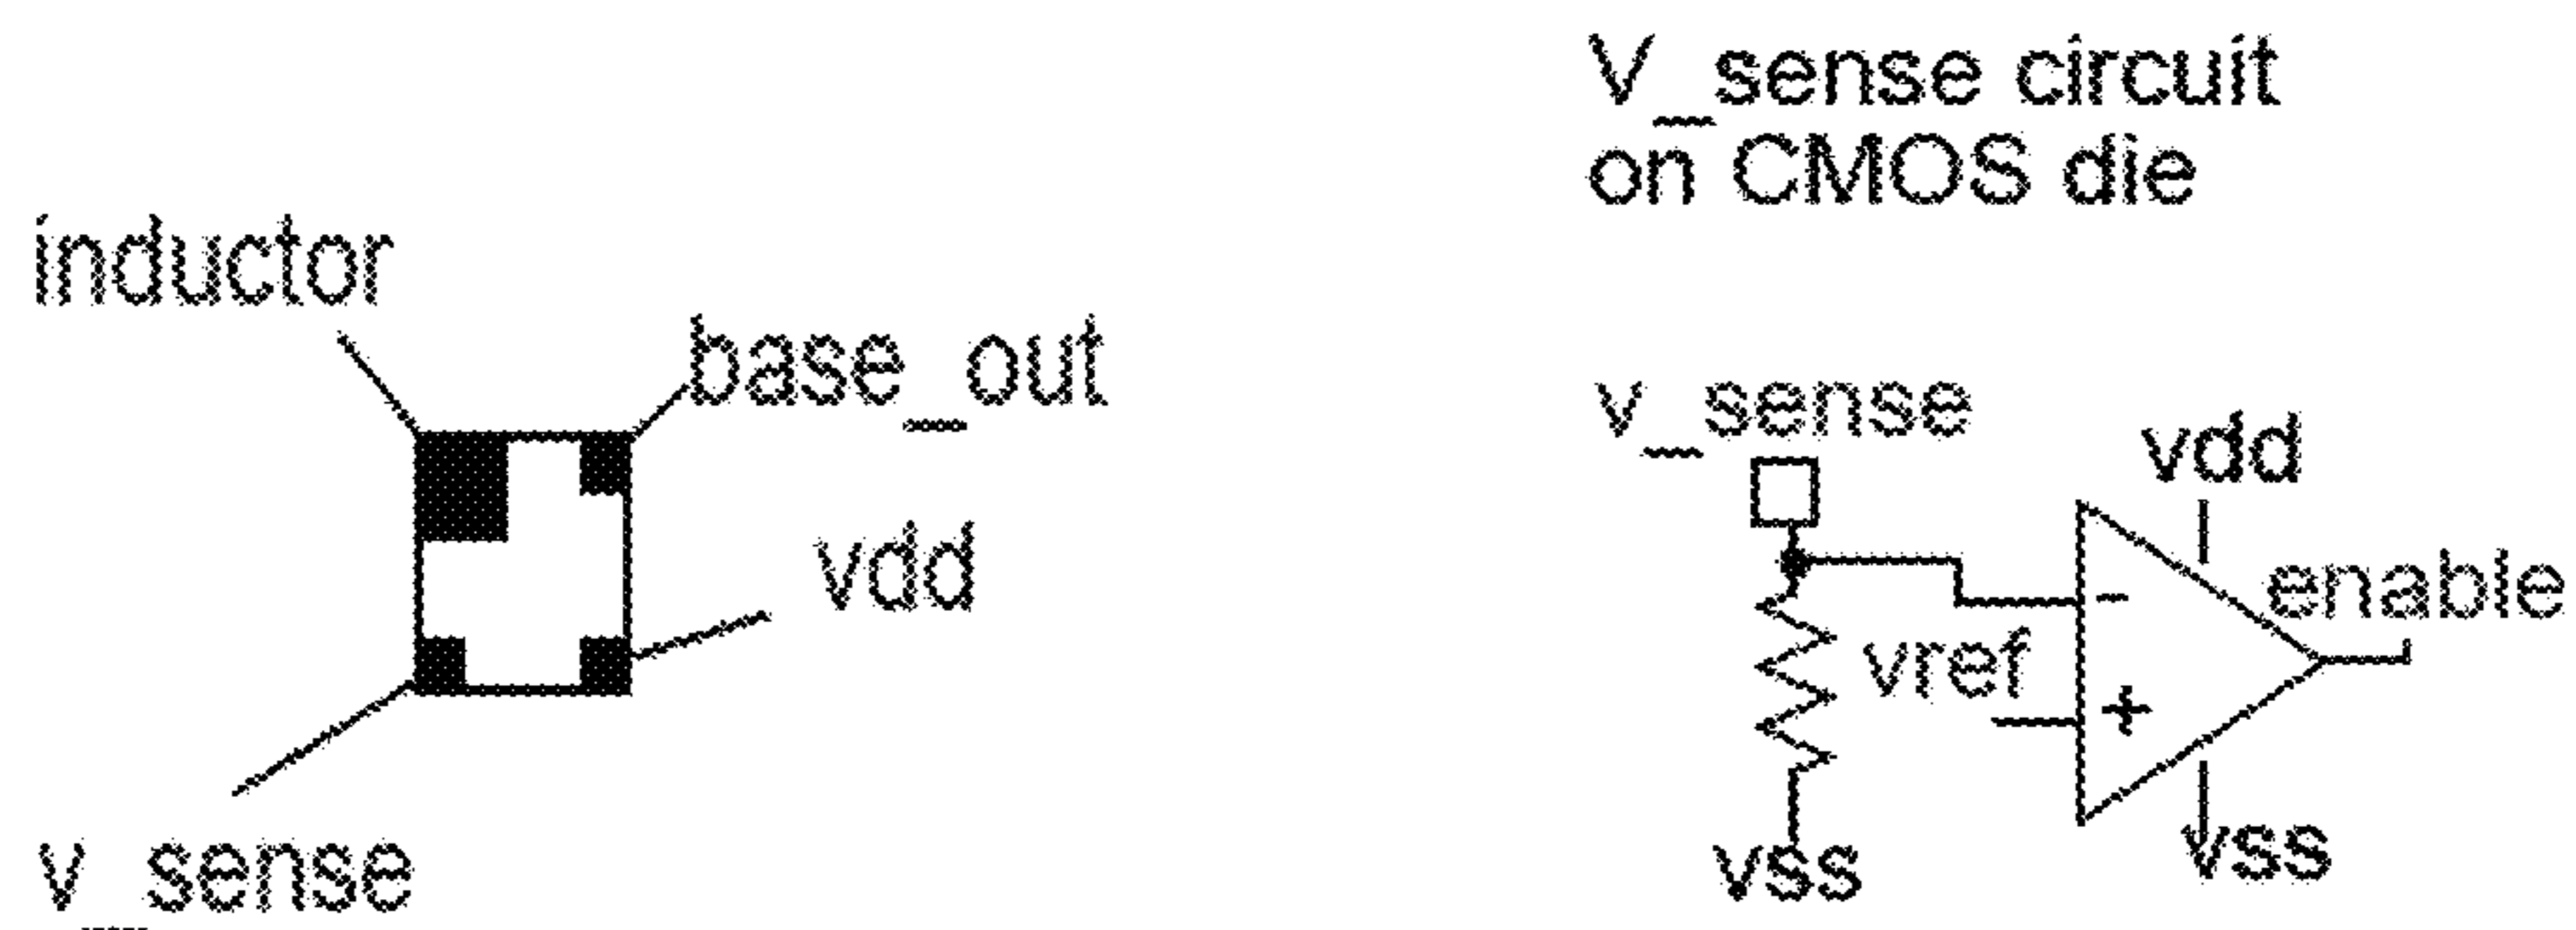 inductor
base_out
vdd
v_sense
V_sense circuit
on CMOS die
v_sense
vdd
-
enable
vref
+
vss
vss